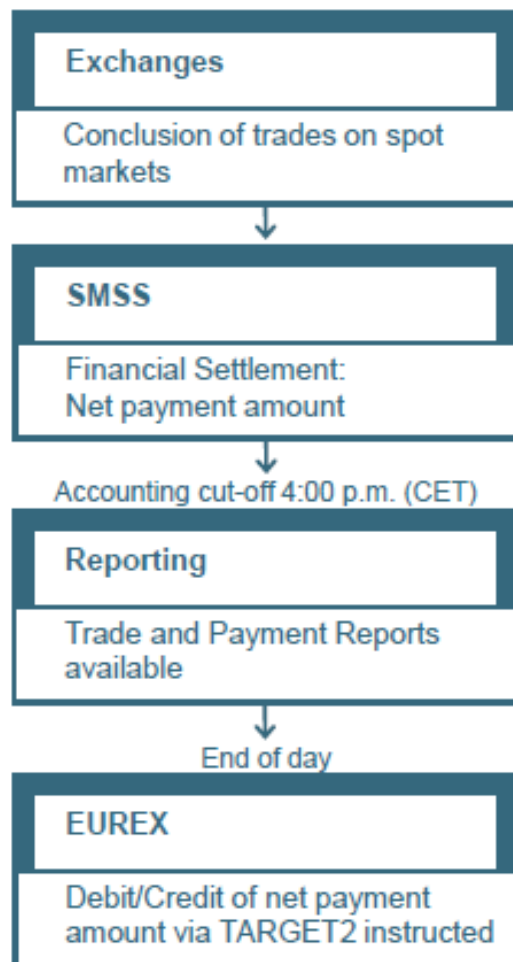 Exchanges
Conclusion of trades on spot
markets
SMSS
Financial Settlement:
Net payment amount
Accounting cut-off 4:00 p.m. (CET)
Reporting
Trade and Payment Reports
available
End of day
EUREX
Debit/Credit of net payment
amount via TARGET2 instructed